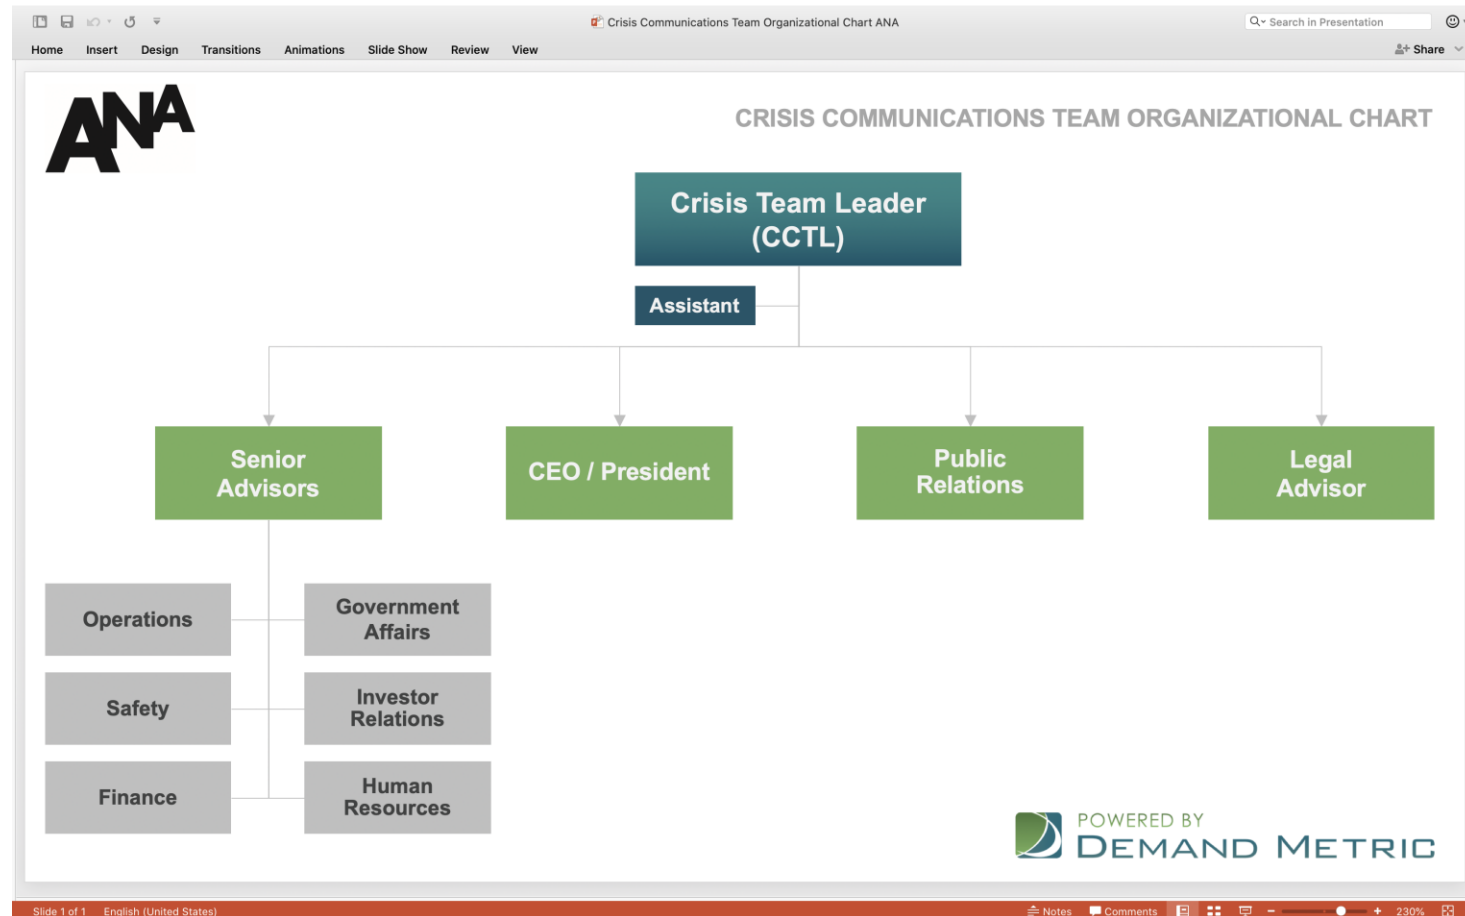 Crisis Communications Team Organizational Chart ANA
Search in Presentation
Home Insert Design Transitions Animations Slide Show Review View
Share
ANA
CRISIS COMMUNICATIONS TEAM ORGANIZATIONAL CHART
Crisis Team Leader
(CCTL)
Assistant
Senior
Advisors
CEO / President
Public
Relations
Legal
Advisor
Operations
Government
Affairs
Safety
Investor
Relations
Finance
Human
Resources
POWERED BY
DEMAND METRIC
Slide 1 of 1 English (United States)
Notes Comments 230%